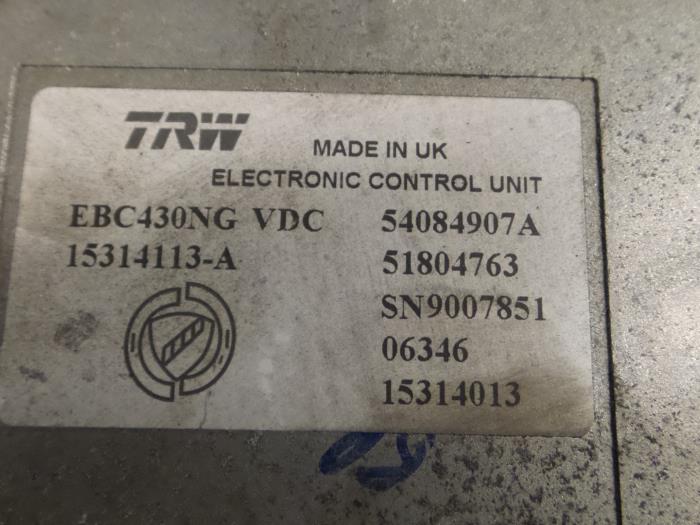 TRW
MADE IN UK
ELECTRONIC CONTROL UNIT
EBC430NG VDC 54084907A
15314113-A 51804763
SN9007851
06346
15314013